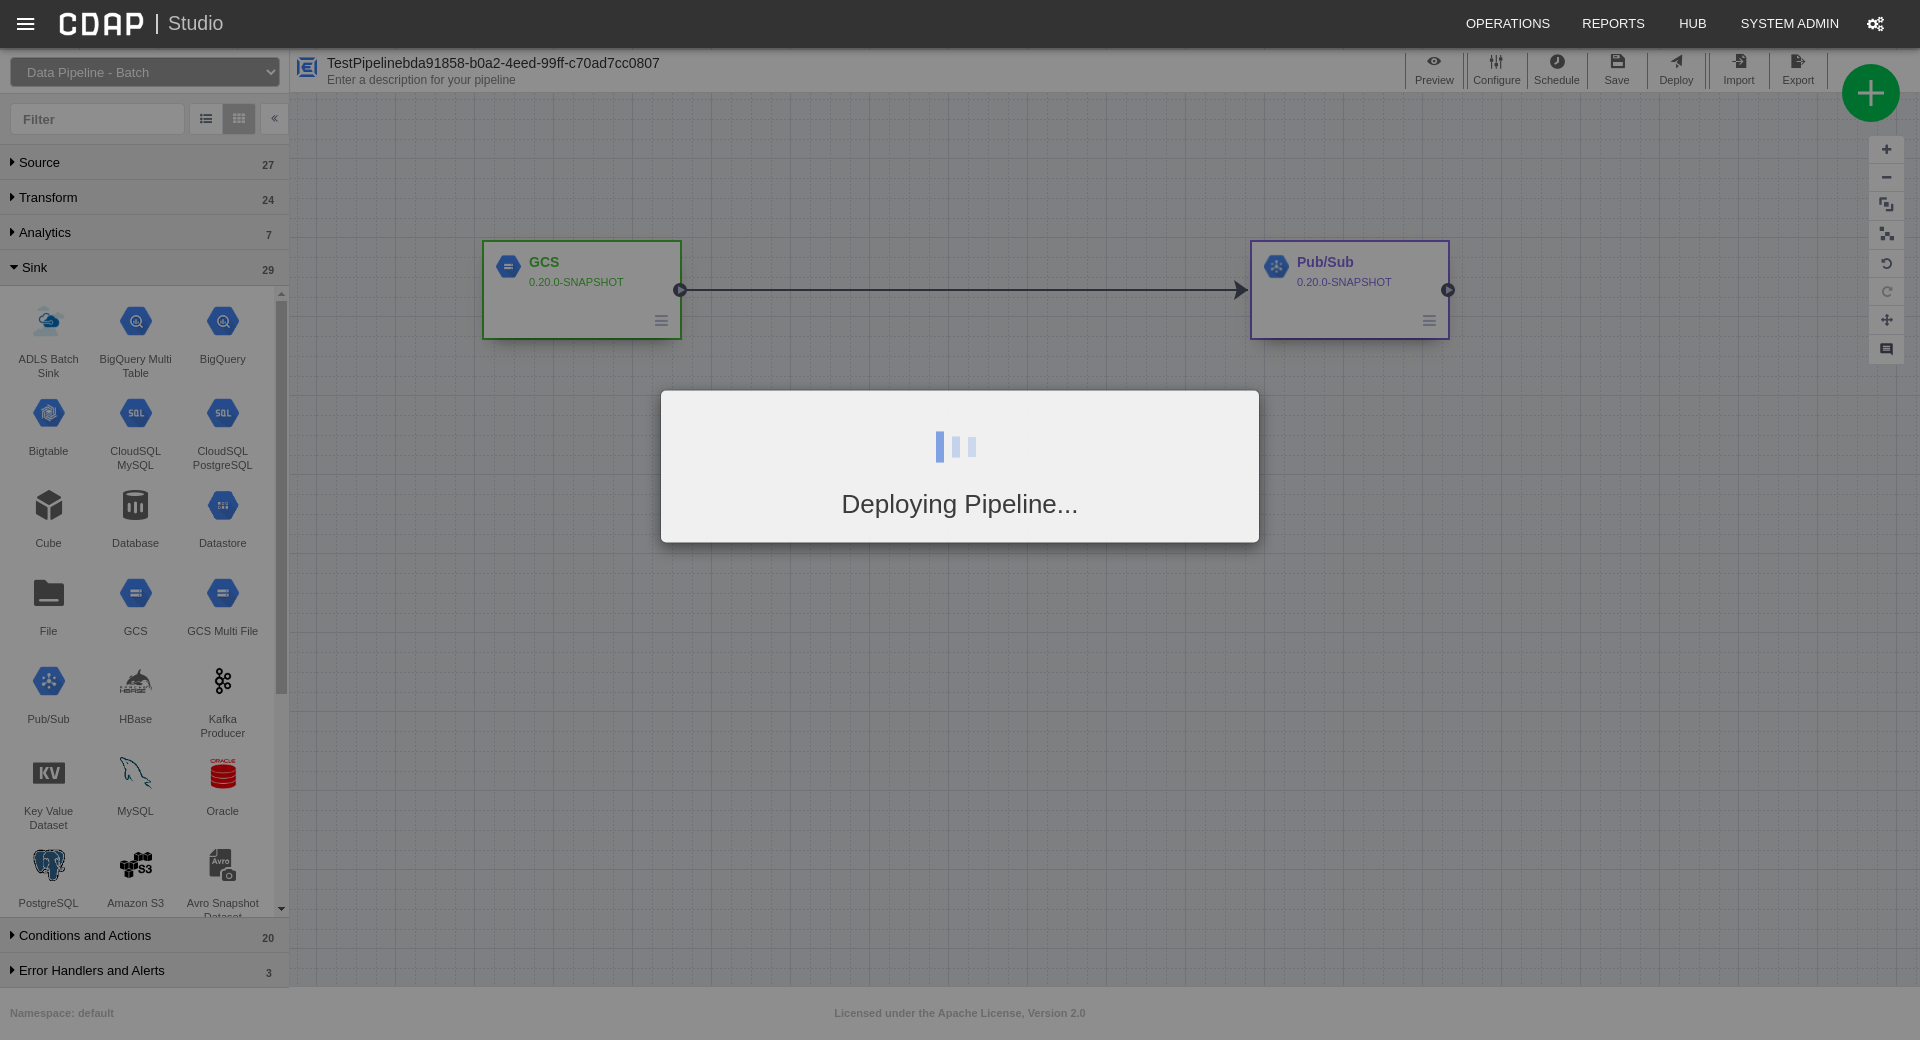 CDAP | Studio
OPERATIONS
REPORTS
HUB
SYSTEM ADMIN
Data Pipeline - Batch
TestPipelinebda91858-b0a2-4eed-99ff-c70ad7cc0807
Enter a description for your pipeline
Preview
Configure
Schedule
Save
Deploy
Import
Export
Filter
Source 27
Transform 24
Analytics 7
Sink 29
ADLS Batch
Sink
BigQuery Multi
Table
BigQuery
Bigtable
SQL
CloudSQL
MySQL
SQL
CloudSQL
PostgreSQL
Cube
Database
Datastore
File
GCS
GCS Multi File
Pub/Sub
HBASE
HBase
Kafka
Producer
KV
Key Value
Dataset
MySQL
ORACLE
Oracle
PostgreSQL
S3
Amazon S3
Avro
Avro Snapshot
Dataset
Conditions and Actions 20
Error Handlers and Alerts 3
GCS
0.20.0-SNAPSHOT
Pub/Sub
0.20.0-SNAPSHOT
Deploying Pipeline...
Namespace: default
Licensed under the Apache License, Version 2.0